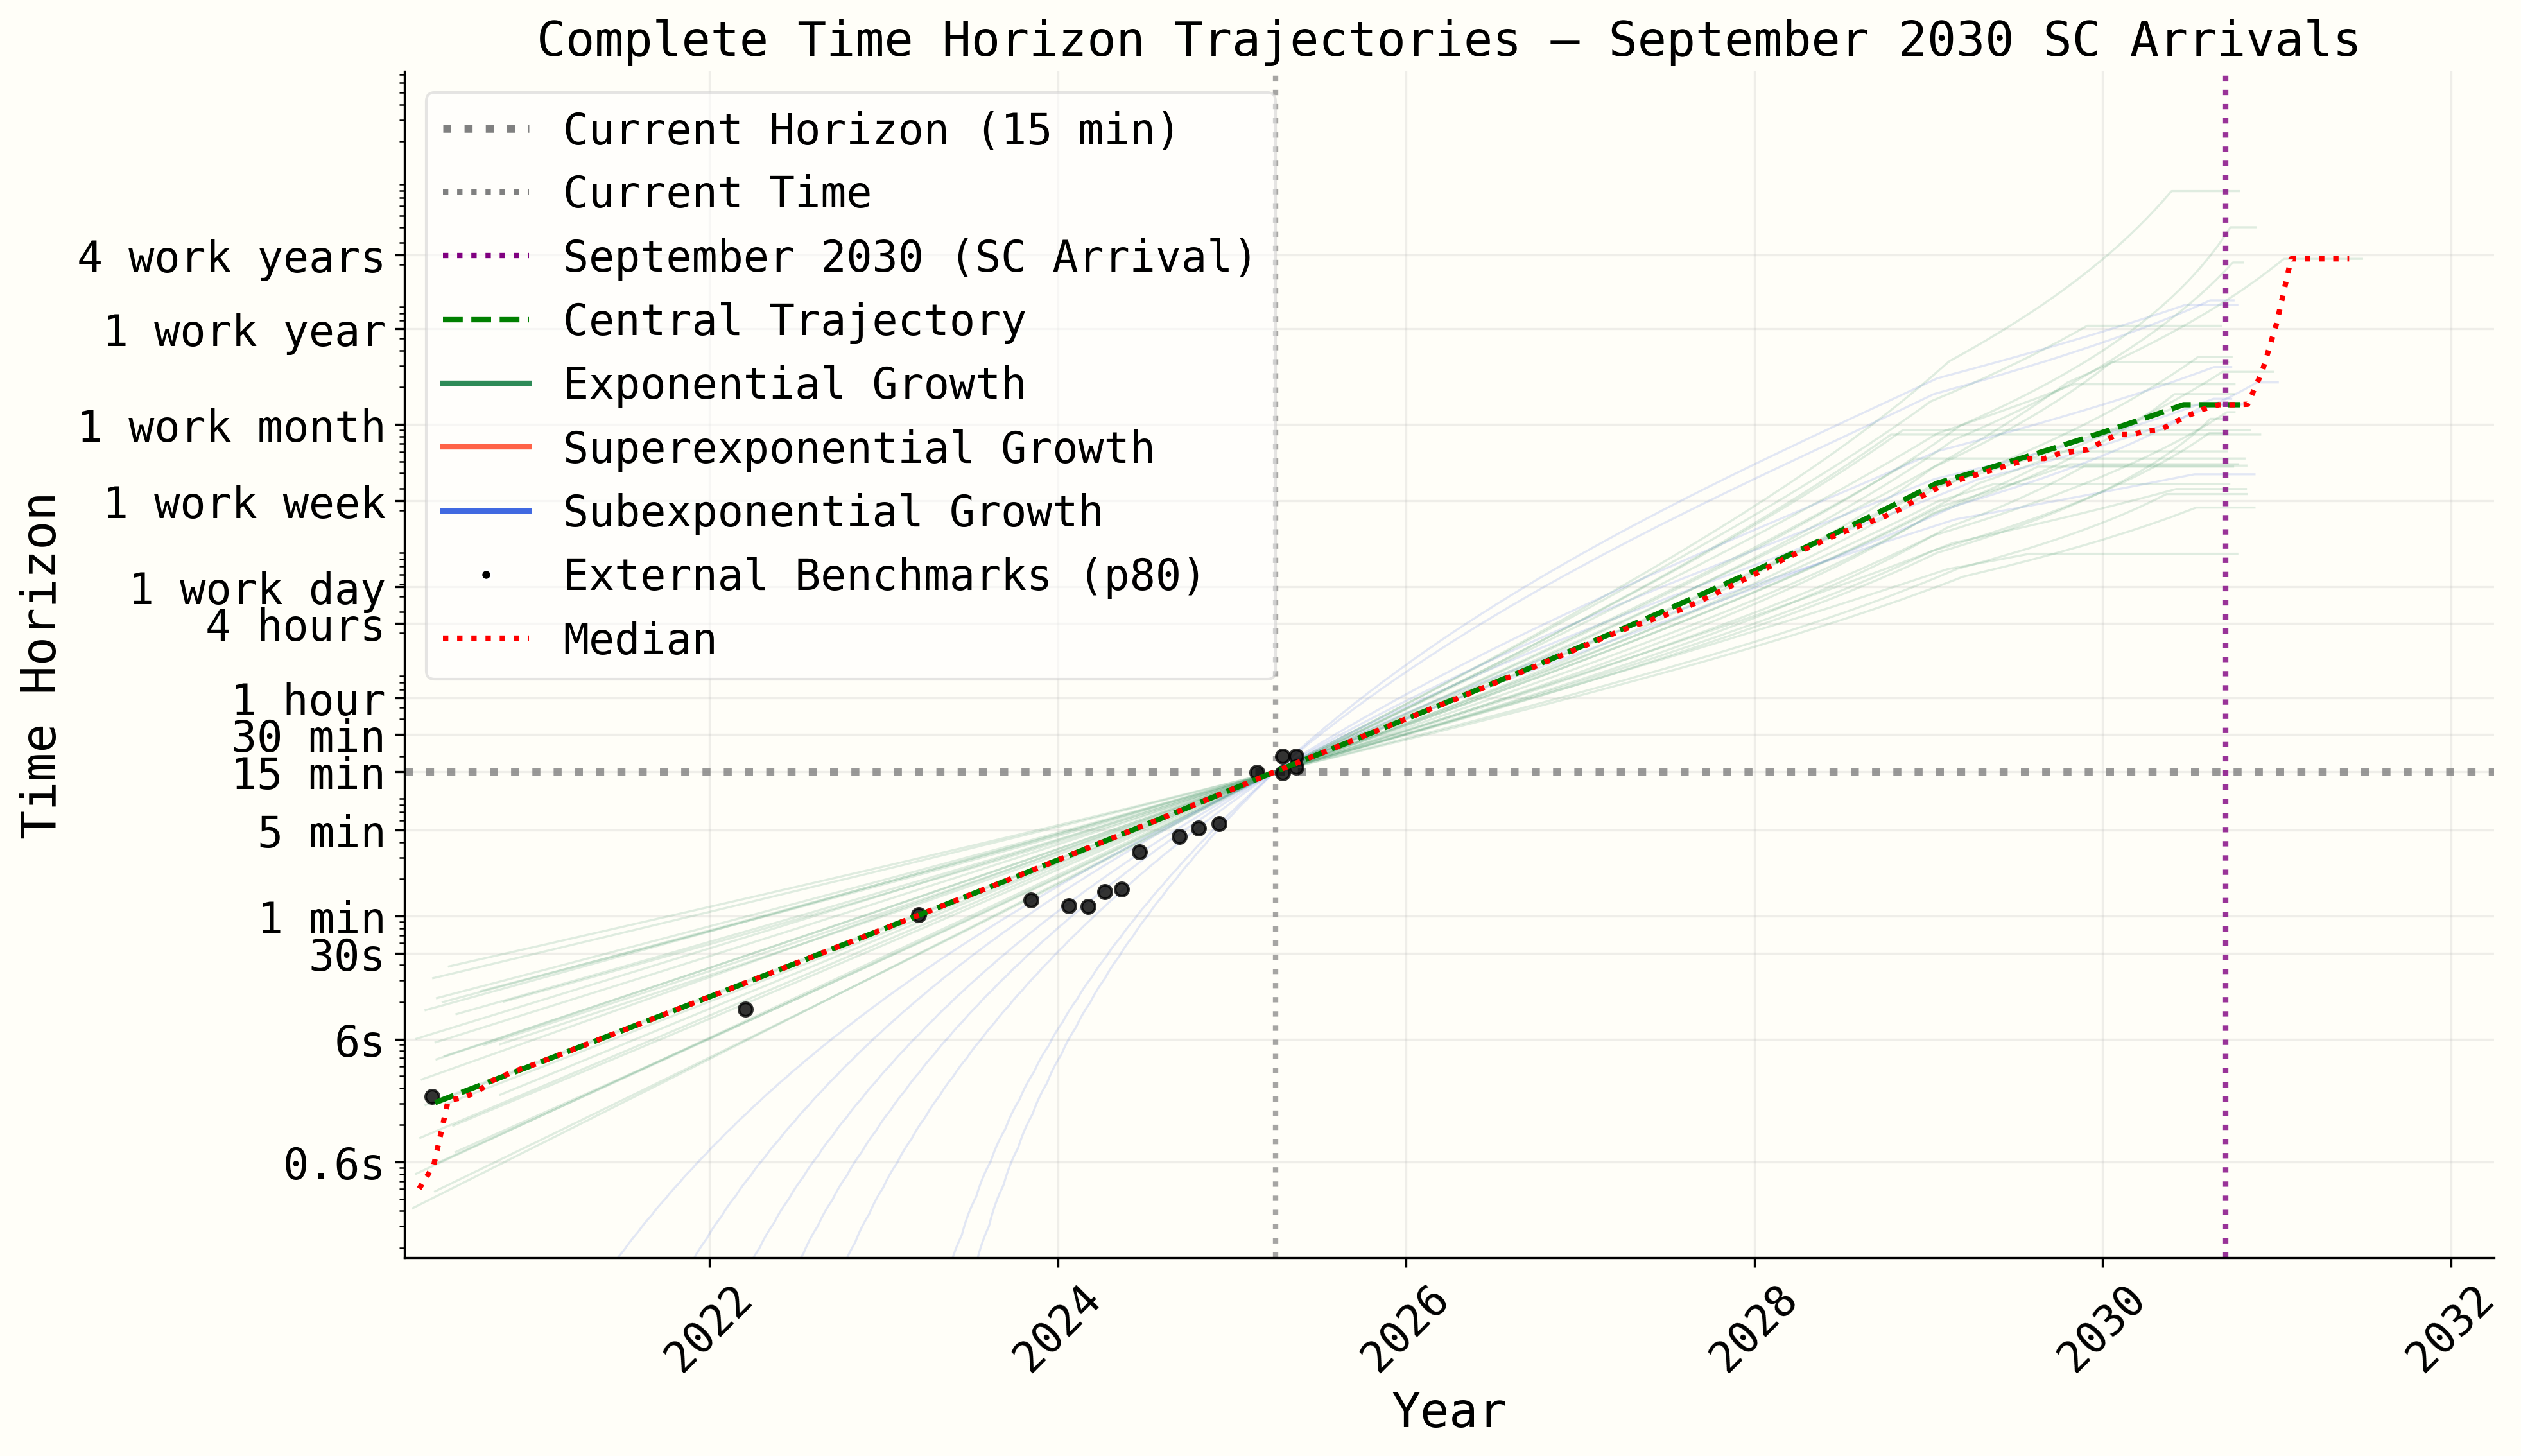 Complete Time Horizon Trajectories — September 2030 SC Arrivals
Current Horizon (15 min)
Current Time
September 2030 (SC Arrival)
Central Trajectory
Exponential Growth
Superexponential Growth
Subexponential Growth
External Benchmarks (p80)
Median
Time Horizon
4 work years
1 work year
1 work month
1 work week
1 work day
4 hours
1 hour
30 min
15 min
5 min
1 min
30s
6s
0.6s
2022
2024
2026
2028
2030
2032
Year